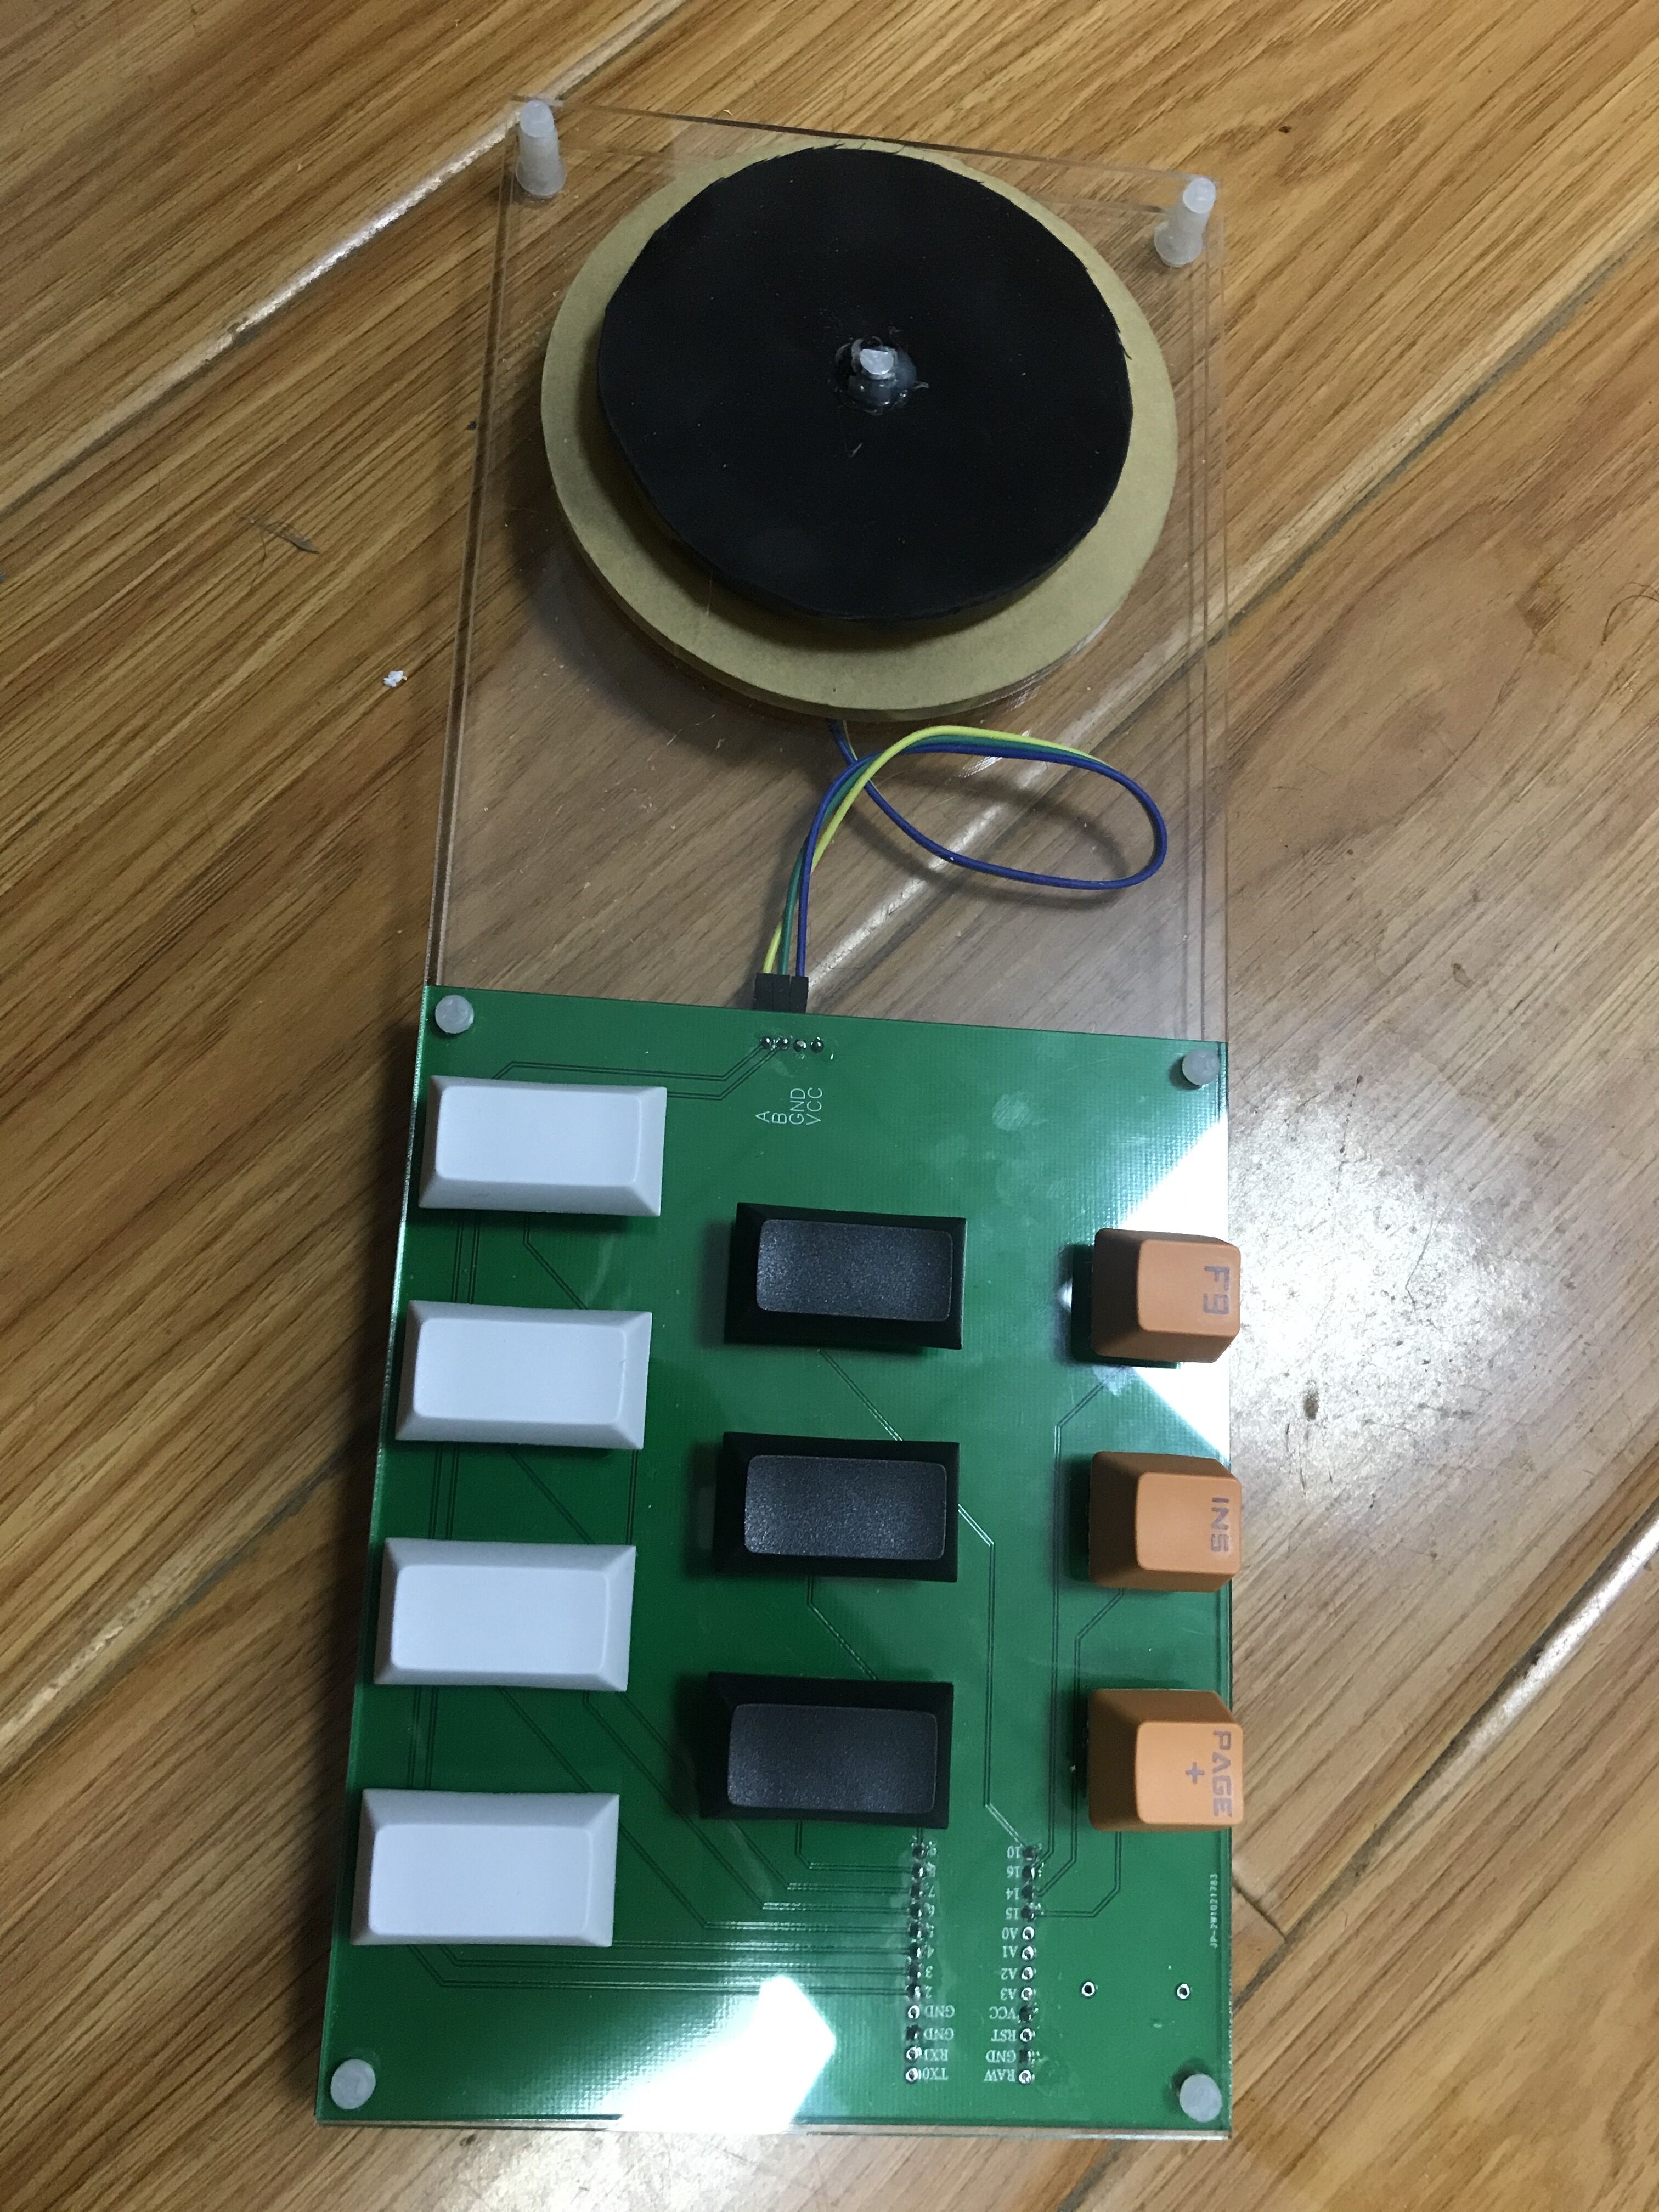 A
B
GND
VCC
F9
INS
PAGE
+
9
8
7
6
5
4
3
2
GND
GND
RX1
TX0
10
16
14
15
A0
A1
A2
A3
VCC
RST
GND
RAW
JP-2W1021783